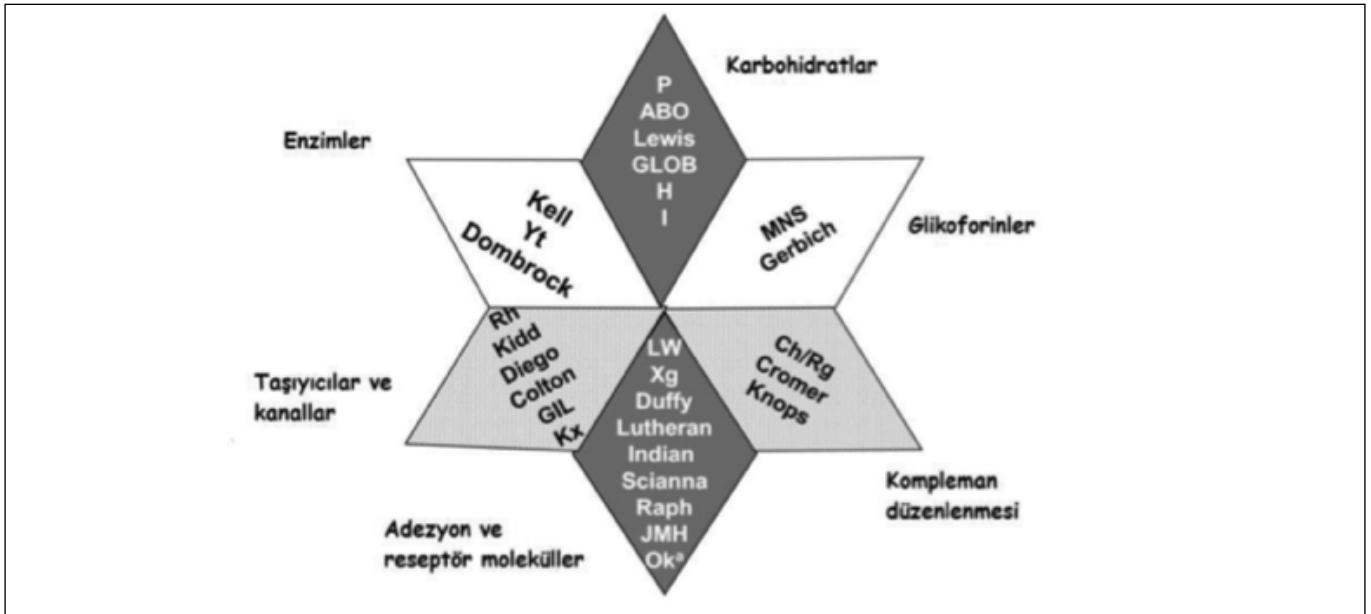 Karbohidratlar
P
ABO
Lewis
GLOB
H
I
Enzimler
Kell
Yt
Dombrock
MNS
Gerbich
Glikoforinler
Taşıyıcılar ve
kanallar
Rh
Kidd
Diego
Colton
GIL
Kx
LW
Xg
Duffy
Lutheran
Indian
Scianna
Raph
JMH
Okᵃ
Ch/Rg
Cromer
Knops
Kompleman
düzenlenmesi
Adezyon ve
reseptör moleküller